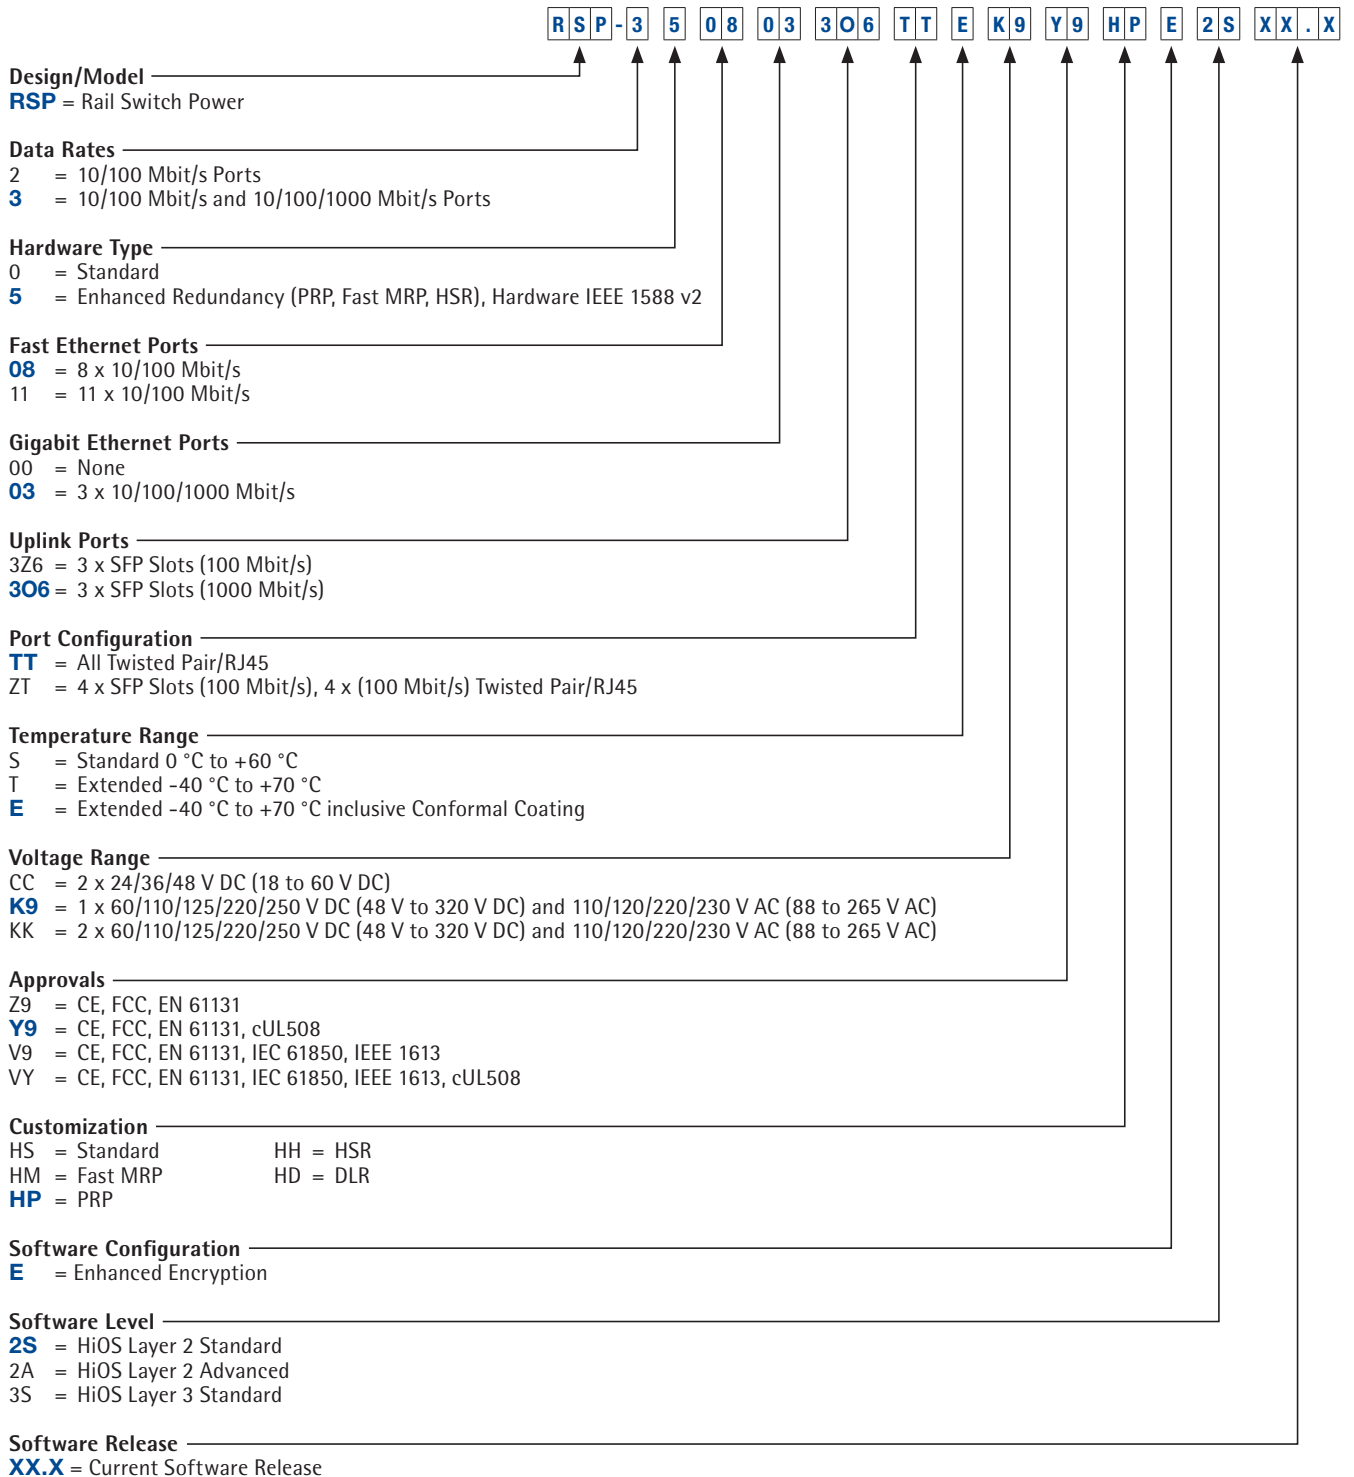 RSP-3 5 08 03 3O6 TT E K9 Y9 HP E 2S XX.X
Design/Model
RSP = Rail Switch Power
Data Rates
2 = 10/100 Mbit/s Ports
3 = 10/100 Mbit/s and 10/100/1000 Mbit/s Ports
Hardware Type
0 = Standard
5 = Enhanced Redundancy (PRP, Fast MRP, HSR), Hardware IEEE 1588 v2
Fast Ethernet Ports
08 = 8 x 10/100 Mbit/s
11 = 11 x 10/100 Mbit/s
Gigabit Ethernet Ports
00 = None
03 = 3 x 10/100/1000 Mbit/s
Uplink Ports
3Z6 = 3 x SFP Slots (100 Mbit/s)
3O6 = 3 x SFP Slots (1000 Mbit/s)
Port Configuration
TT = All Twisted Pair/RJ45
ZT = 4 x SFP Slots (100 Mbit/s), 4 x (100 Mbit/s) Twisted Pair/RJ45
Temperature Range
S = Standard 0 °C to +60 °C
T = Extended -40 °C to +70 °C
E = Extended -40 °C to +70 °C inclusive Conformal Coating
Voltage Range
CC = 2 x 24/36/48 V DC (18 to 60 V DC)
K9 = 1 x 60/110/125/220/250 V DC (48 V to 320 V DC) and 110/120/220/230 V AC (88 to 265 V AC)
KK = 2 x 60/110/125/220/250 V DC (48 V to 320 V DC) and 110/120/220/230 V AC (88 to 265 V AC)
Approvals
Z9 = CE, FCC, EN 61131
Y9 = CE, FCC, EN 61131, cUL508
V9 = CE, FCC, EN 61131, IEC 61850, IEEE 1613
VY = CE, FCC, EN 61131, IEC 61850, IEEE 1613, cUL508
Customization
HS = Standard HH = HSR
HM = Fast MRP HD = DLR
HP = PRP
Software Configuration
E = Enhanced Encryption
Software Level
2S = HiOS Layer 2 Standard
2A = HiOS Layer 2 Advanced
3S = HiOS Layer 3 Standard
Software Release
XX.X = Current Software Release